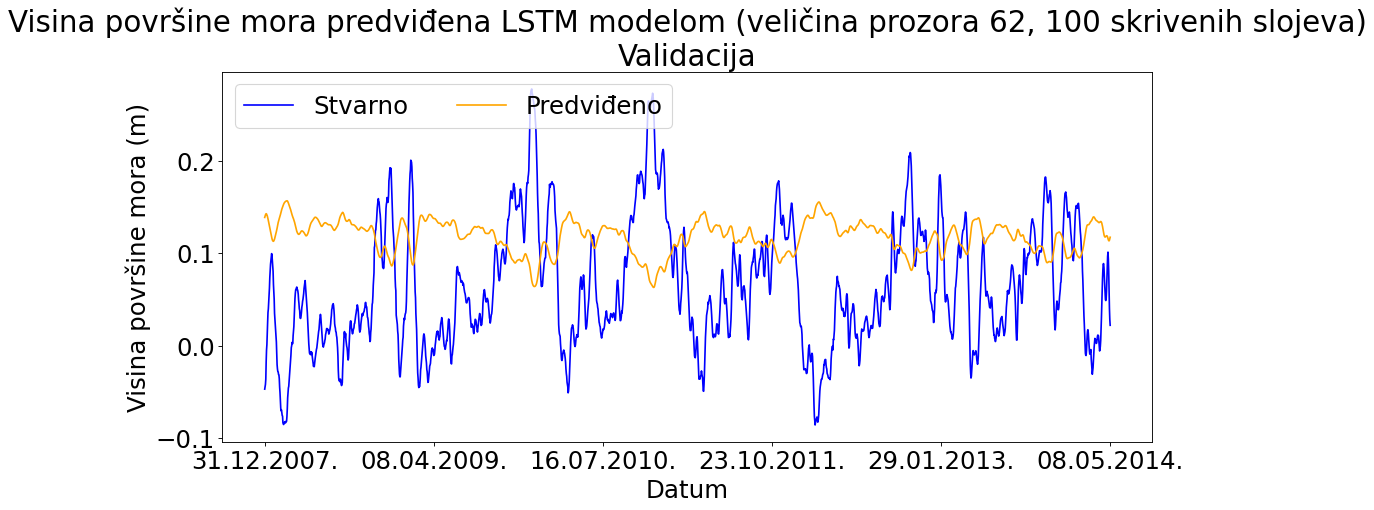 Visina površine mora predviđena LSTM modelom (veličina prozora 62, 100 skrivenih slojeva)
Validacija
Stvarno Predviđeno
Visina površine mora (m)
0.2
0.1
0.0
−0.1
31.12.2007. 08.04.2009. 16.07.2010. 23.10.2011. 29.01.2013. 08.05.2014.
Datum